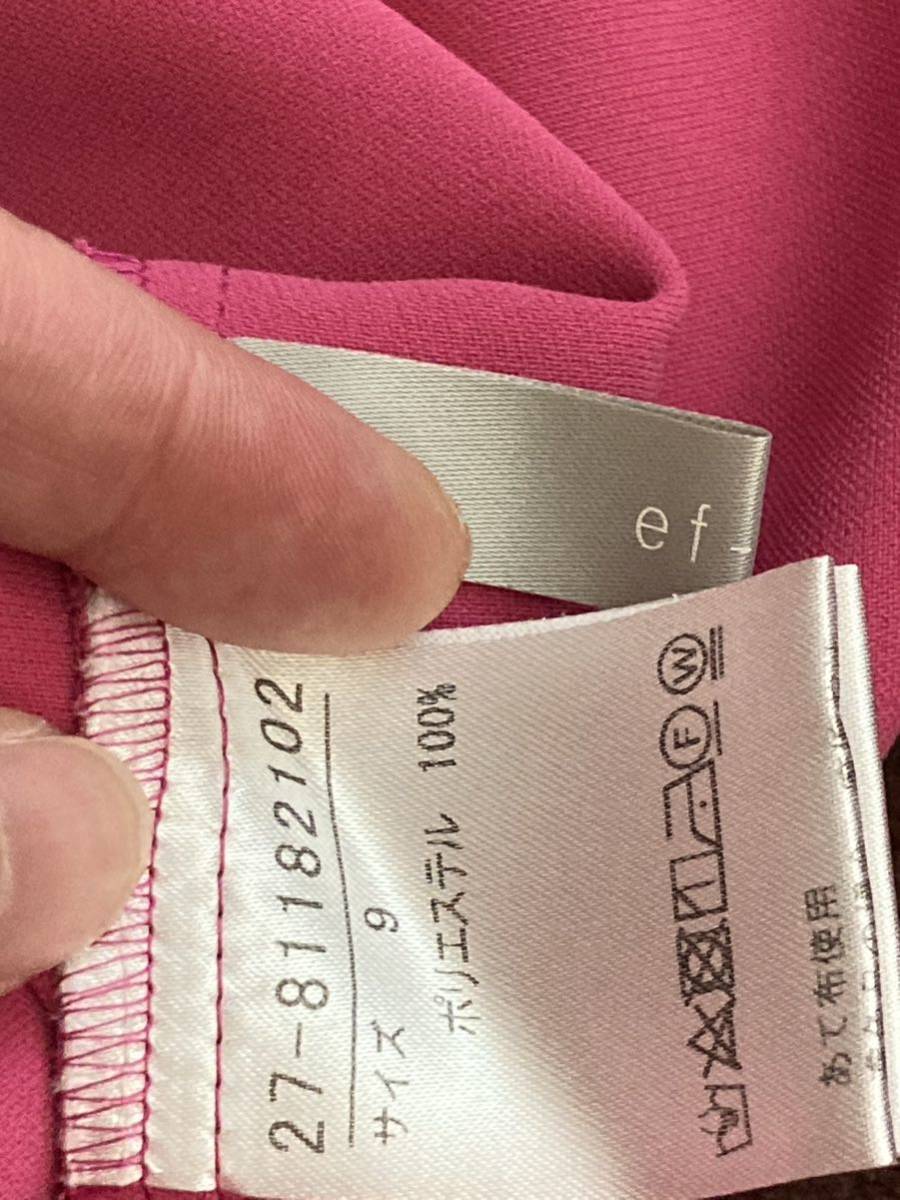 ef-
27-81182102
サイズ 9
ポリエステル 100%
F W
あて布使用